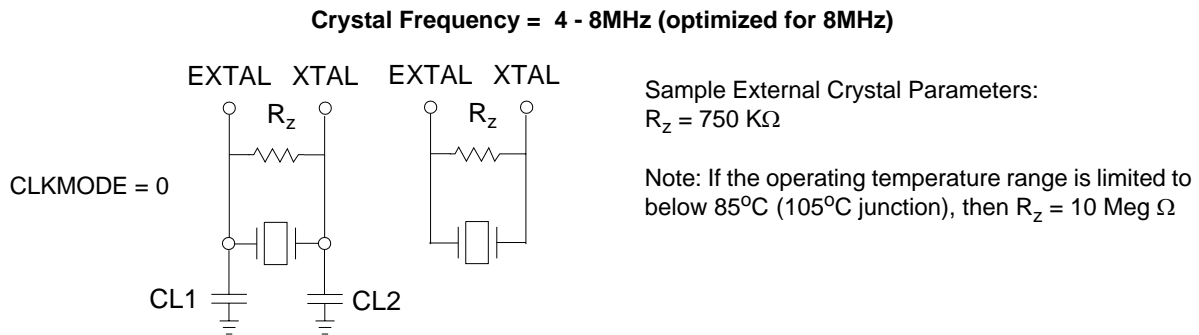 Crystal Frequency = 4 - 8MHz (optimized for 8MHz)
EXTAL XTAL EXTAL XTAL
Rz Rz
CLKMODE = 0
CL1 CL2
Sample External Crystal Parameters:
Rz = 750 KΩ
Note: If the operating temperature range is limited to
below 85°C (105°C junction), then Rz = 10 Meg Ω